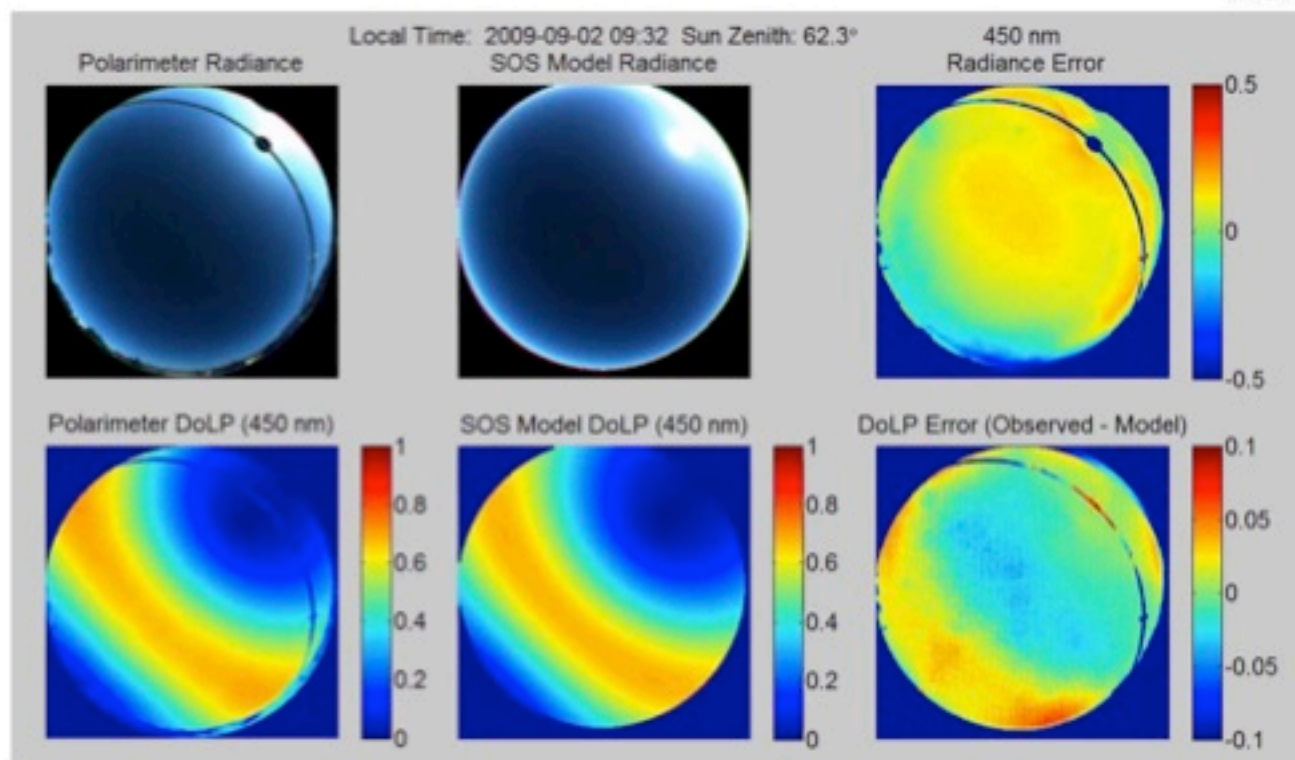 Local Time: 2009-09-02 09:32 Sun Zenith: 62.3° 450 nm
Polarimeter Radiance SOS Model Radiance Radiance Error
0.5
0
-0.5
Polarimeter DoLP (450 nm) SOS Model DoLP (450 nm) DoLP Error (Observed - Model)
1 1 0.1
0.8 0.8 0.05
0.6 0.6
0.4 0.4 0
0.2 0.2 -0.05
0 0 -0.1